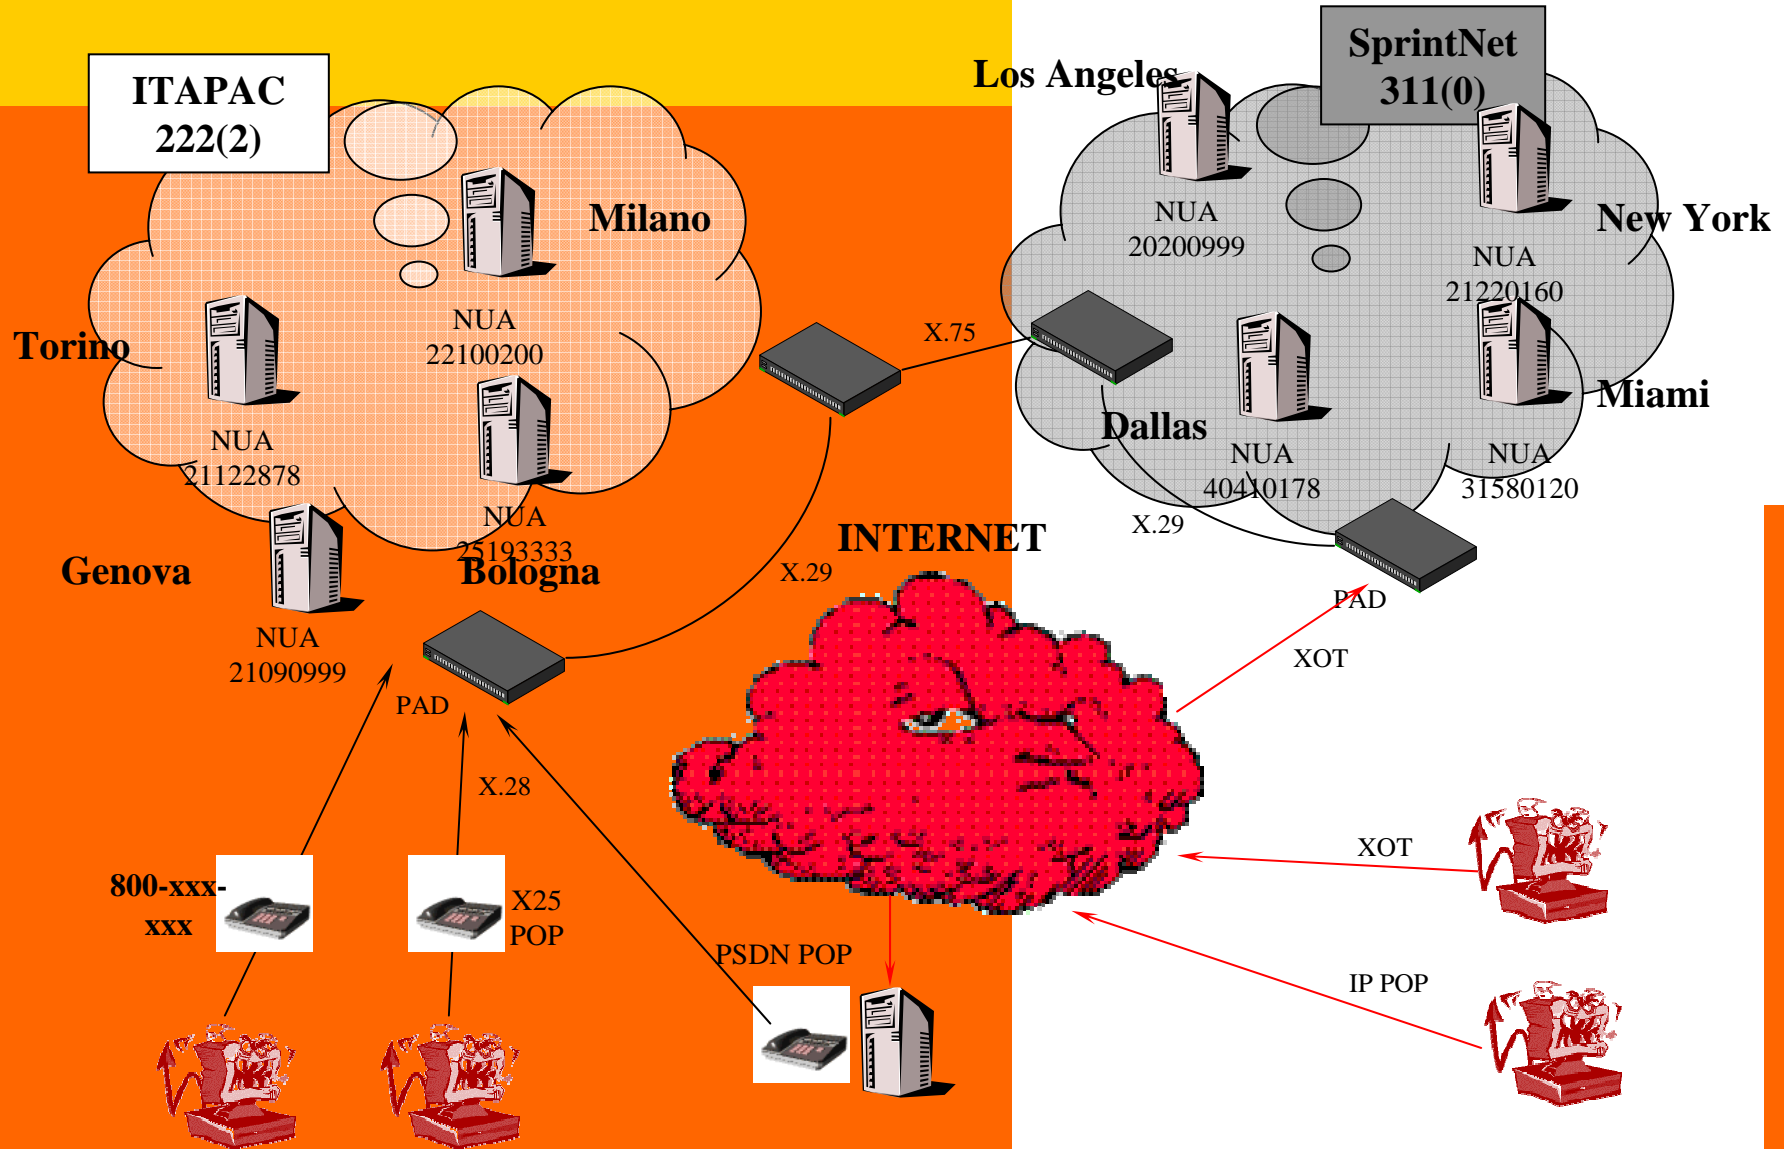 ITAPAC
222(2)
SprintNet
311(0)
Los Angeles
Milano
NUA
20200999
New York
NUA
21220160
NUA
22100200
Torino
X.75
Miami
Dallas
NUA
21122878
NUA
40410178
NUA
31580120
NUA
25193333
X.29
INTERNET
Genova
Bologna
X.29
PAD
NUA
21090999
XOT
PAD
X.28
XOT
800-xxx-
xxx
X25
POP
PSDN POP
IP POP